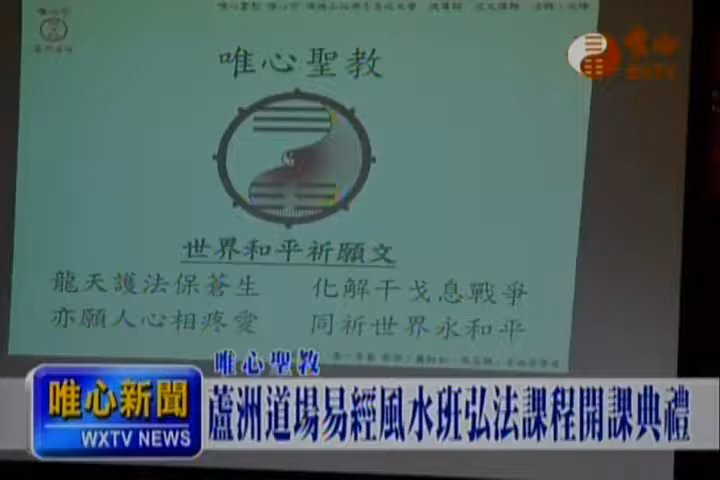 唯心聖教
世界和平祈願文
龍天護法保蒼生 化解干戈息戰爭
亦願人心相疼愛 同祈世界永和平
唯心聖教
唯心新聞
WXTV NEWS
蘆洲道場易經風水班弘法課程開課典禮